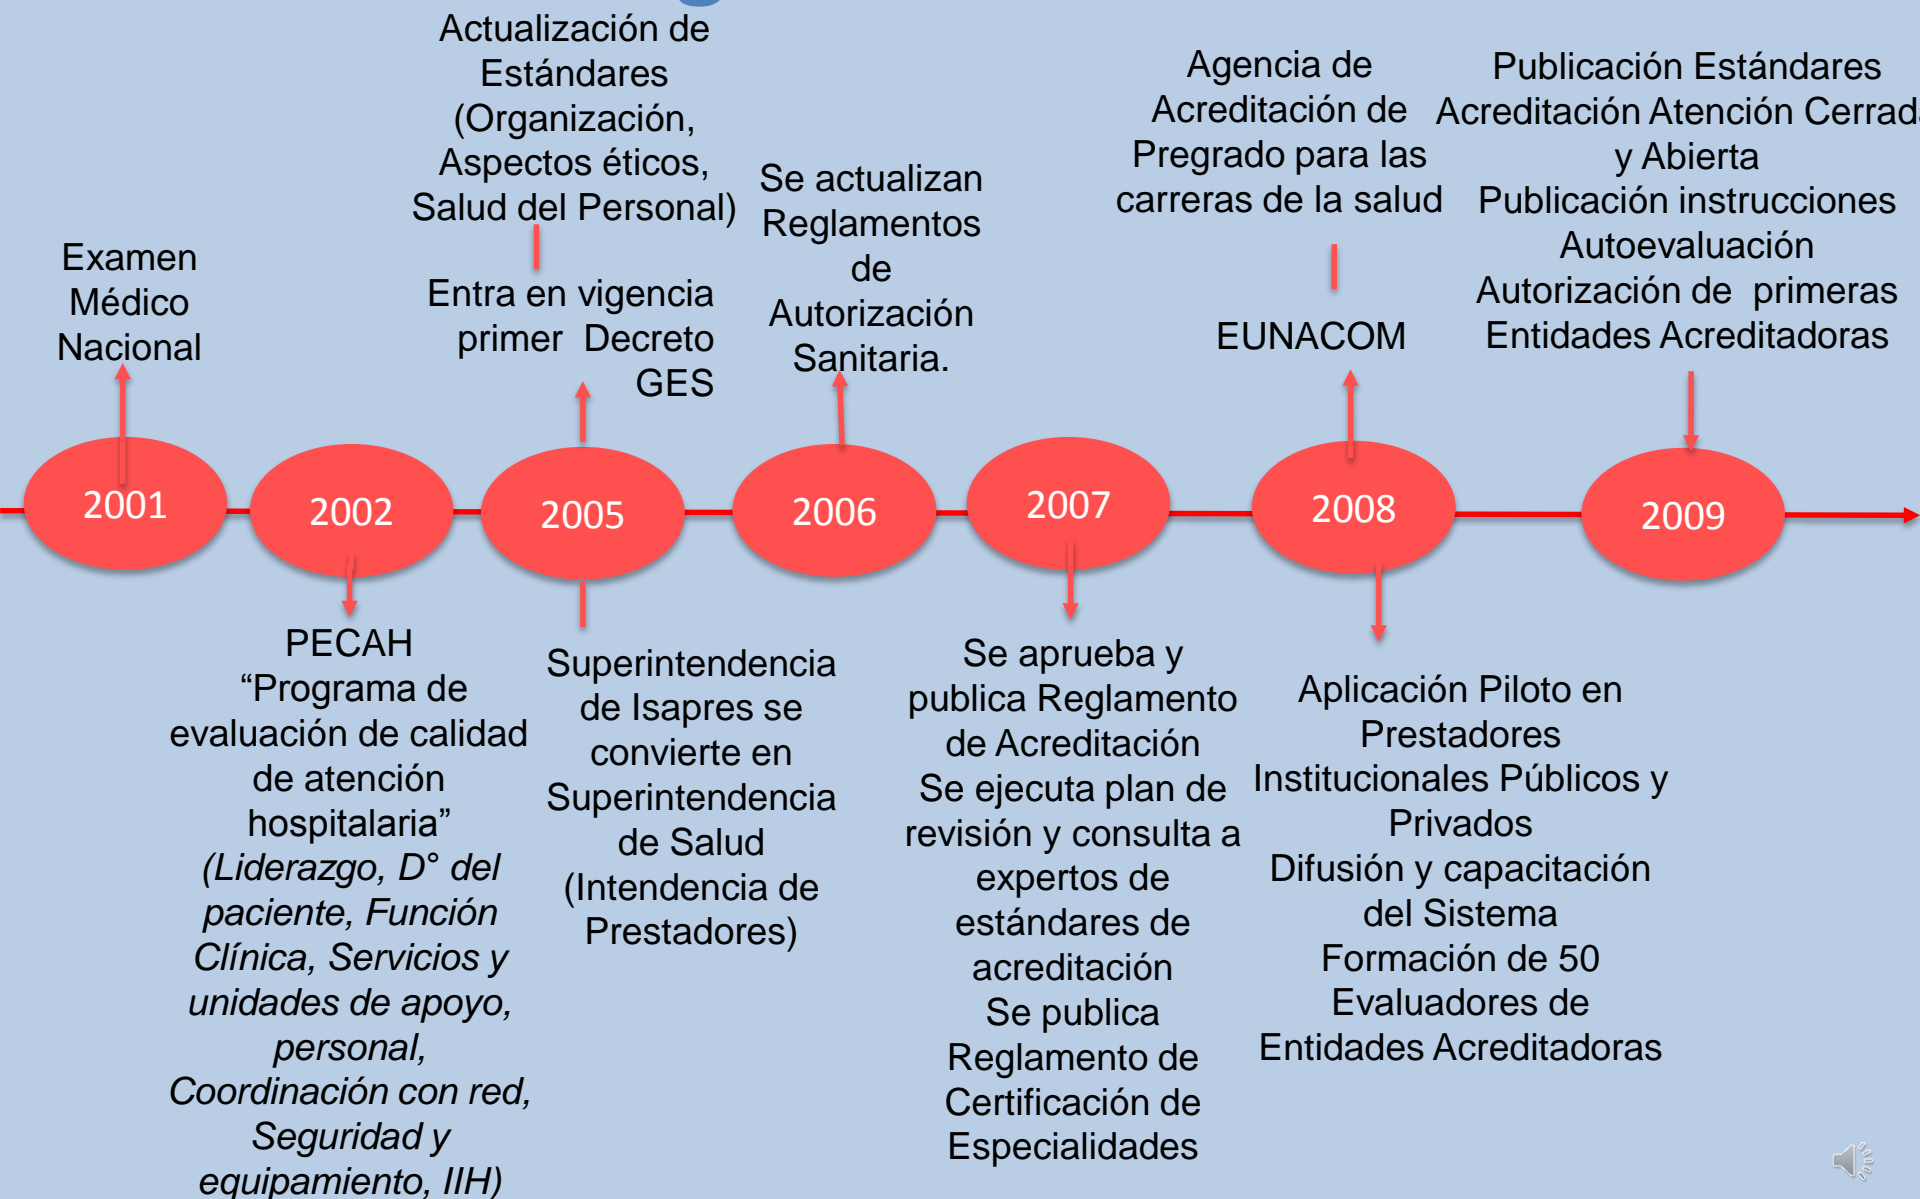 Examen
Médico
Nacional
2001
2002
PECAH
“Programa de
evaluación de calidad
de atención
hospitalaria”
(Liderazgo, D° del
paciente, Función
Clínica, Servicios y
unidades de apoyo,
personal,
Coordinación con red,
Seguridad y
equipamiento, IIH)
Actualización de
Estándares
(Organización,
Aspectos éticos,
Salud del Personal)
Entra en vigencia
primer Decreto
GES
2005
Superintendencia
de Isapres se
convierte en
Superintendencia
de Salud
(Intendencia de
Prestadores)
Se actualizan
Reglamentos
de
Autorización
Sanitaria.
2006
2007
Se aprueba y
publica Reglamento
de Acreditación
Se ejecuta plan de
revisión y consulta a
expertos de
estándares de
acreditación
Se publica
Reglamento de
Certificación de
Especialidades
Agencia de
Acreditación de
Pregrado para las
carreras de la salud
EUNACOM
2008
Aplicación Piloto en
Prestadores
Institucionales Públicos y
Privados
Difusión y capacitación
del Sistema
Formación de 50
Evaluadores de
Entidades Acreditadoras
Publicación Estándares
Acreditación Atención Cerrada
y Abierta
Publicación instrucciones
Autoevaluación
Autorización de primeras
Entidades Acreditadoras
2009